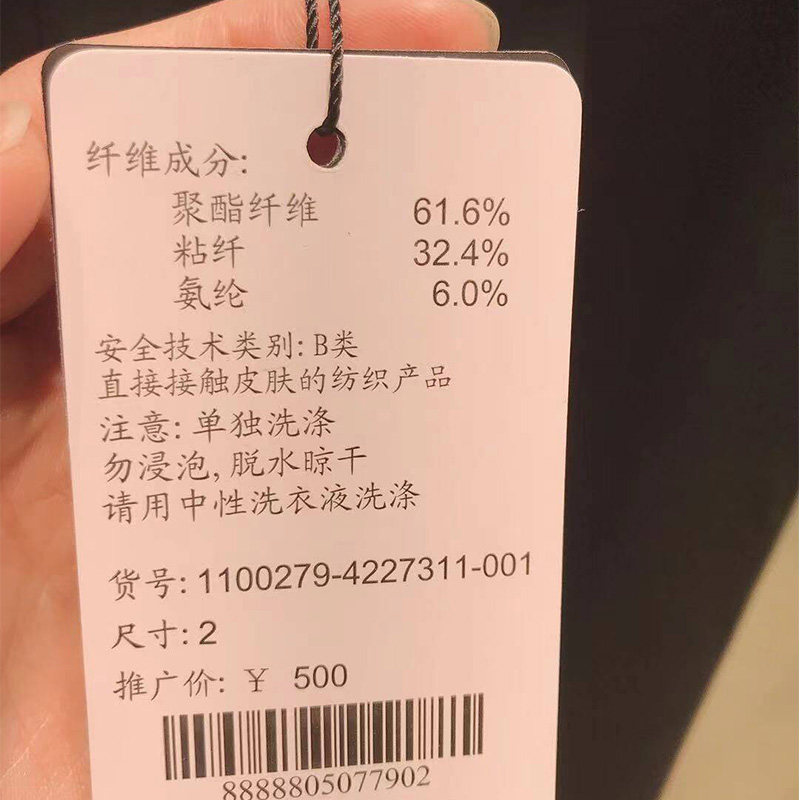 纤维成分:
聚酯纤维 61.6%
粘纤 32.4%
氨纶 6.0%
安全技术类别: B类
直接接触皮肤的纺织产品
注意: 单独洗涤
勿浸泡, 脱水晾干
请用中性洗衣液洗涤
货号: 1100279-4227311-001
尺寸: 2
推广价: ￥ 500
8888805077902